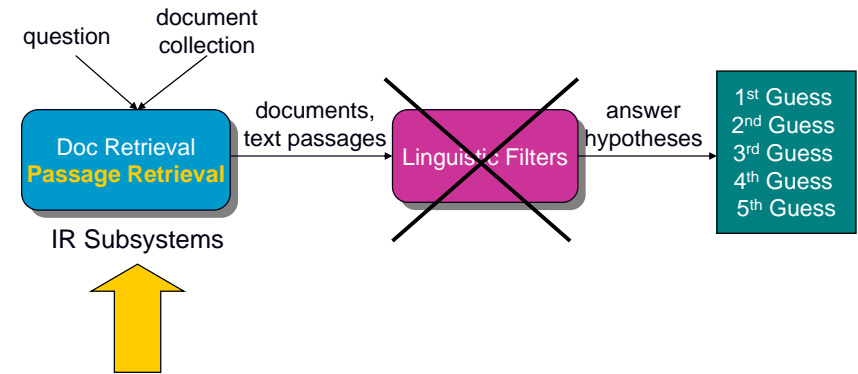 question
document
collection
Doc Retrieval
Passage Retrieval
IR Subsystems
documents,
text passages
Linguistic Filters
answer
hypotheses
1st Guess
2nd Guess
3rd Guess
4th Guess
5th Guess